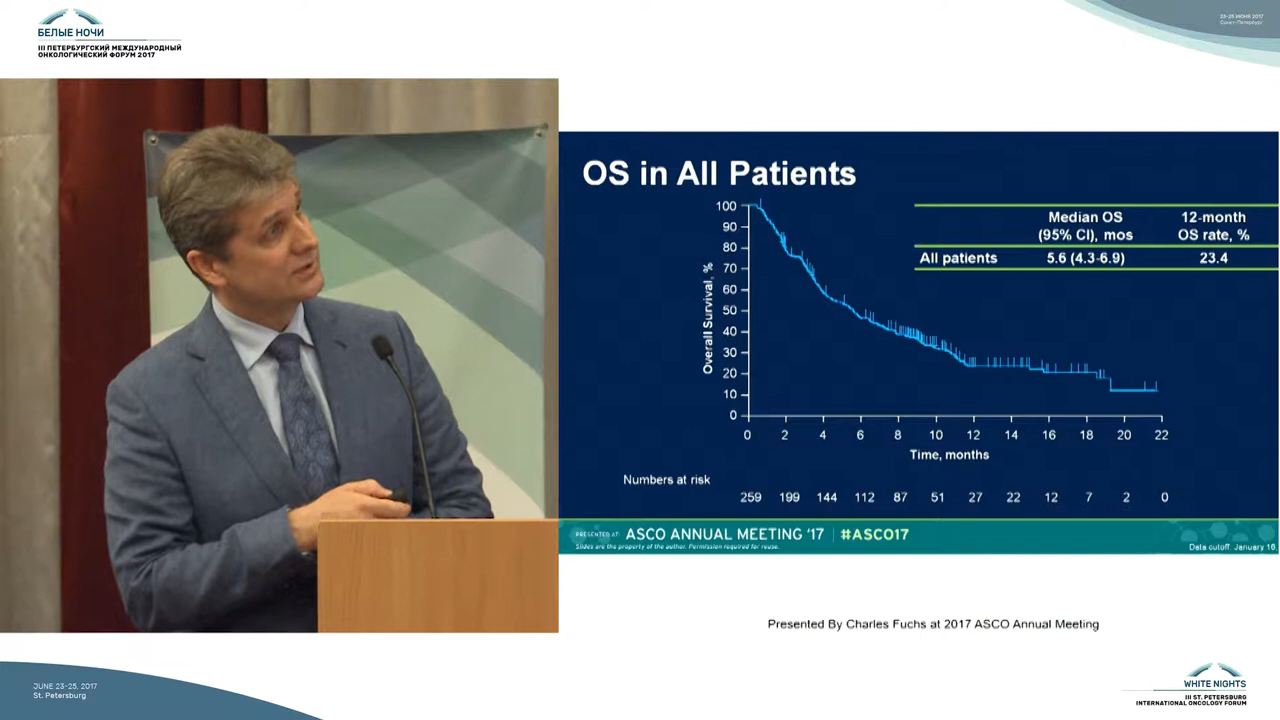 БЕЛЫЕ НОЧИ
III ПЕТЕРБУРГСКИЙ МЕЖДУНАРОДНЫЙ
ОНКОЛОГИЧЕСКИЙ ФОРУМ 2017
23-25 ИЮНЯ 2017
Санкт-Петербург
OS in All Patients
Median OS (95% CI), mos
12-month OS rate, %
All patients 5.6 (4.3-6.9) 23.4
Overall Survival, %
100
90
80
70
60
50
40
30
20
10
0
0 2 4 6 8 10 12 14 16 18 20 22
Time, months
Numbers at risk
259 199 144 112 87 51 27 22 12 7 2 0
PRESENTED AT: ASCO ANNUAL MEETING '17 | #ASCO17
Slides are the property of the author. Permission required for reuse.
Data cutoff: January 16,
Presented By Charles Fuchs at 2017 ASCO Annual Meeting
JUNE 23-25, 2017
St. Petersburg
WHITE NIGHTS
III ST. PETERSBURG
INTERNATIONAL ONCOLOGY FORUM